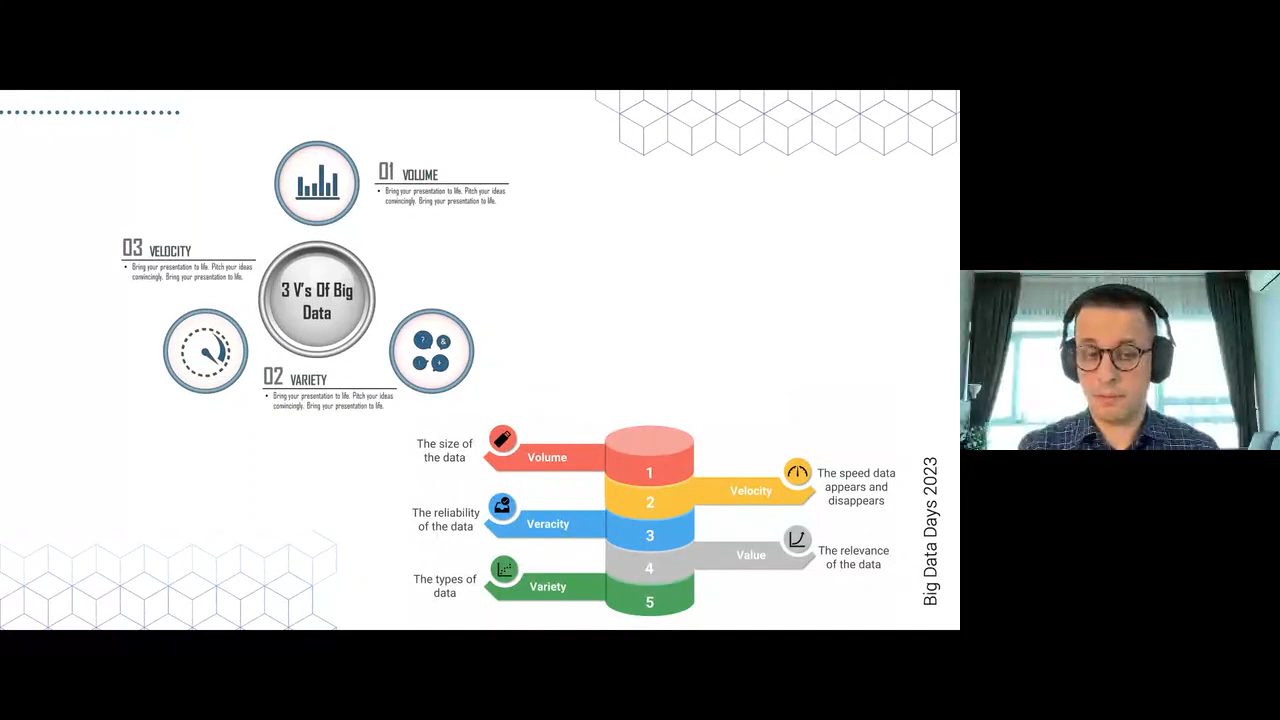 01 VOLUME
• Bring your presentation to life. Pitch your ideas
convincingly. Bring your presentation to life.
03 VELOCITY
• Bring your presentation to life. Pitch your ideas
convincingly. Bring your presentation to life.
3 V's Of Big
Data
? &
02 VARIETY
• Bring your presentation to life. Pitch your ideas
convincingly. Bring your presentation to life.
The size of
the data
Volume
1
2
Velocity
The speed data
appears and
disappears
The reliability
of the data
Veracity
3
4
Value
The relevance
of the data
The types of
data
Variety
5
Big Data Days 2023